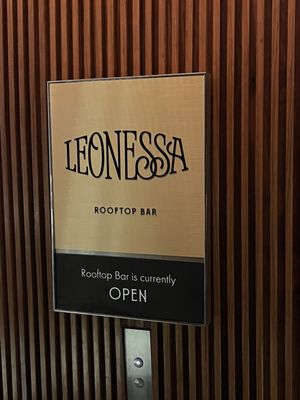 LEONESSA
ROOFTOP BAR
Rooftop Bar is currently
OPEN